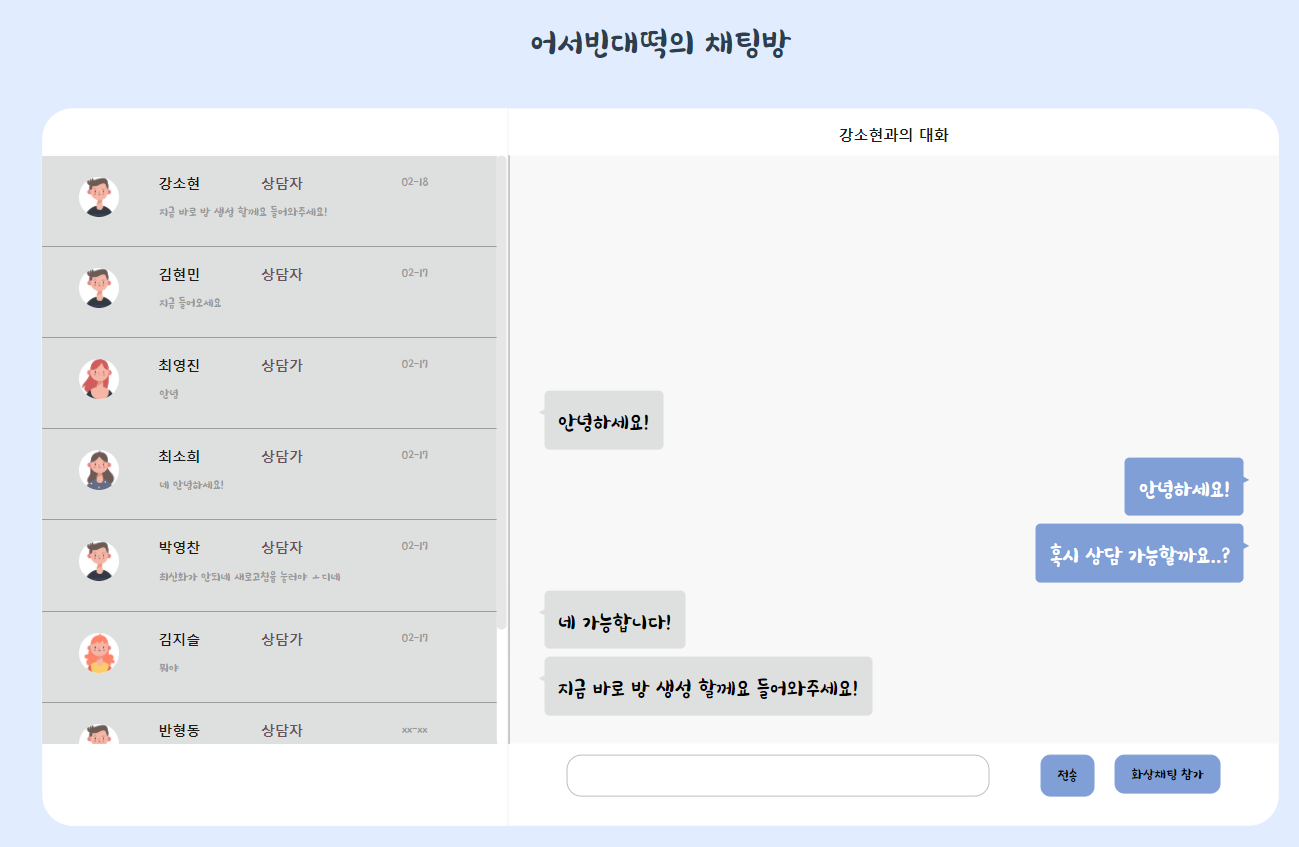 어서빈대떡의 채팅방
강소현과의 대화
강소현 상담자 02-18
지금 바로 방 생성 할께요 들어와주세요!
김현민 상담자 02-17
지금 들어오세요
최영진 상담가 02-17
안녕
최소희 상담가 02-17
네 안녕하세요!
박영찬 상담자 02-17
최신화가 안되네 새로고침을 눌러야
김지슬 상담가 02-17
뭐야
반형동 상담자 xx-xx
안녕하세요!
안녕하세요!
혹시 상담 가능할까요..?
네 가능합니다!
지금 바로 방 생성 할께요 들어와주세요!
전송 화상채팅 참가